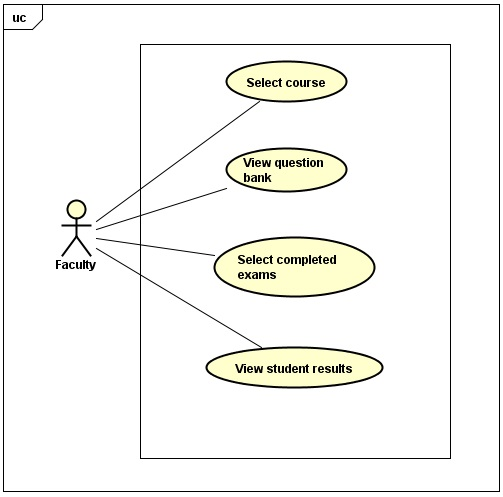 uc
Select course
View question
bank
Faculty
Select completed
exams
View student results